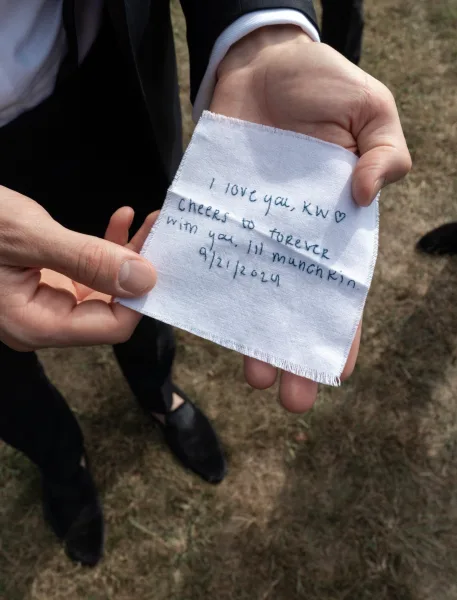 I love you, KW♡
cheers to forever
with you, lil munchkin
9/21/2024